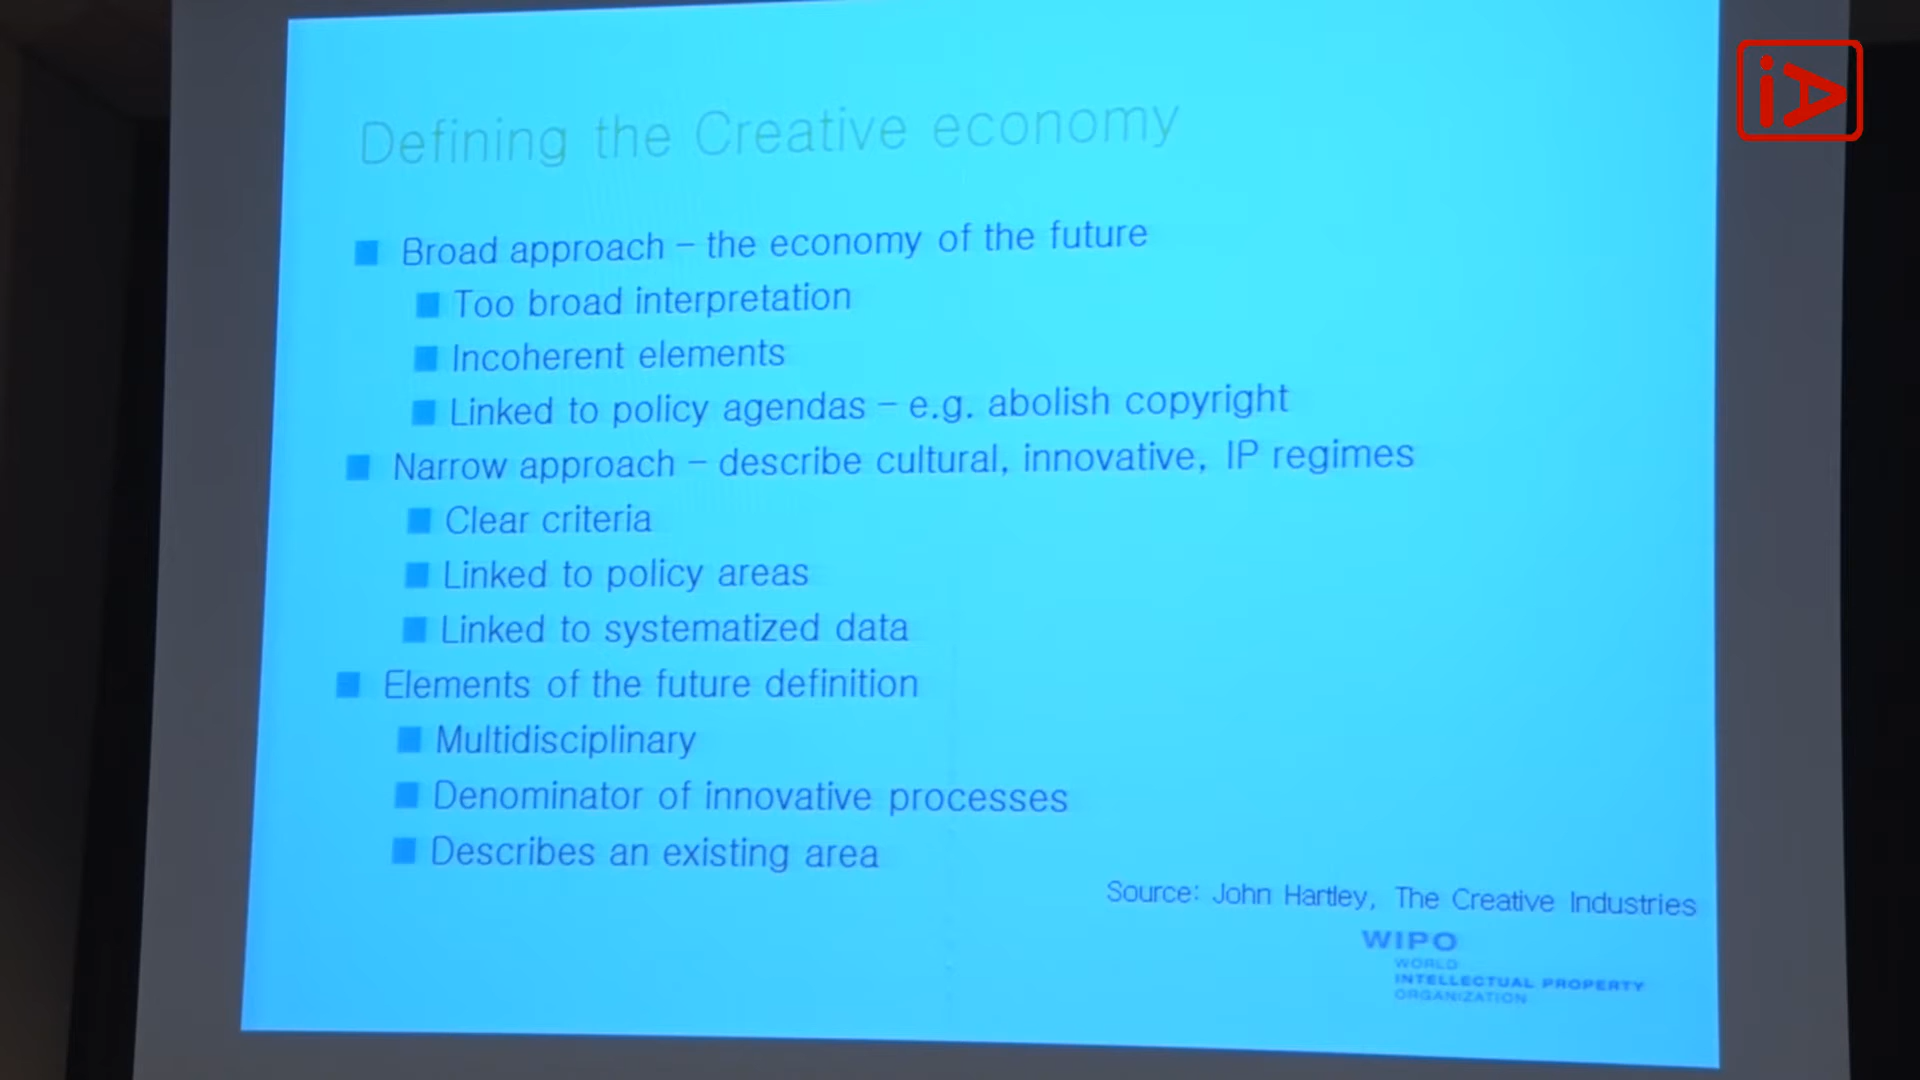 iA
Defining the Creative economy
Broad approach – the economy of the future
Too broad interpretation
Incoherent elements
Linked to policy agendas – e.g. abolish copyright
Narrow approach – describe cultural, innovative, IP regimes
Clear criteria
Linked to policy areas
Linked to systematized data
Elements of the future definition
Multidisciplinary
Denominator of innovative processes
Describes an existing area
Source: John Hartley, The Creative Industries
WIPO
WORLD
INTELLECTUAL PROPERTY
ORGANIZATION